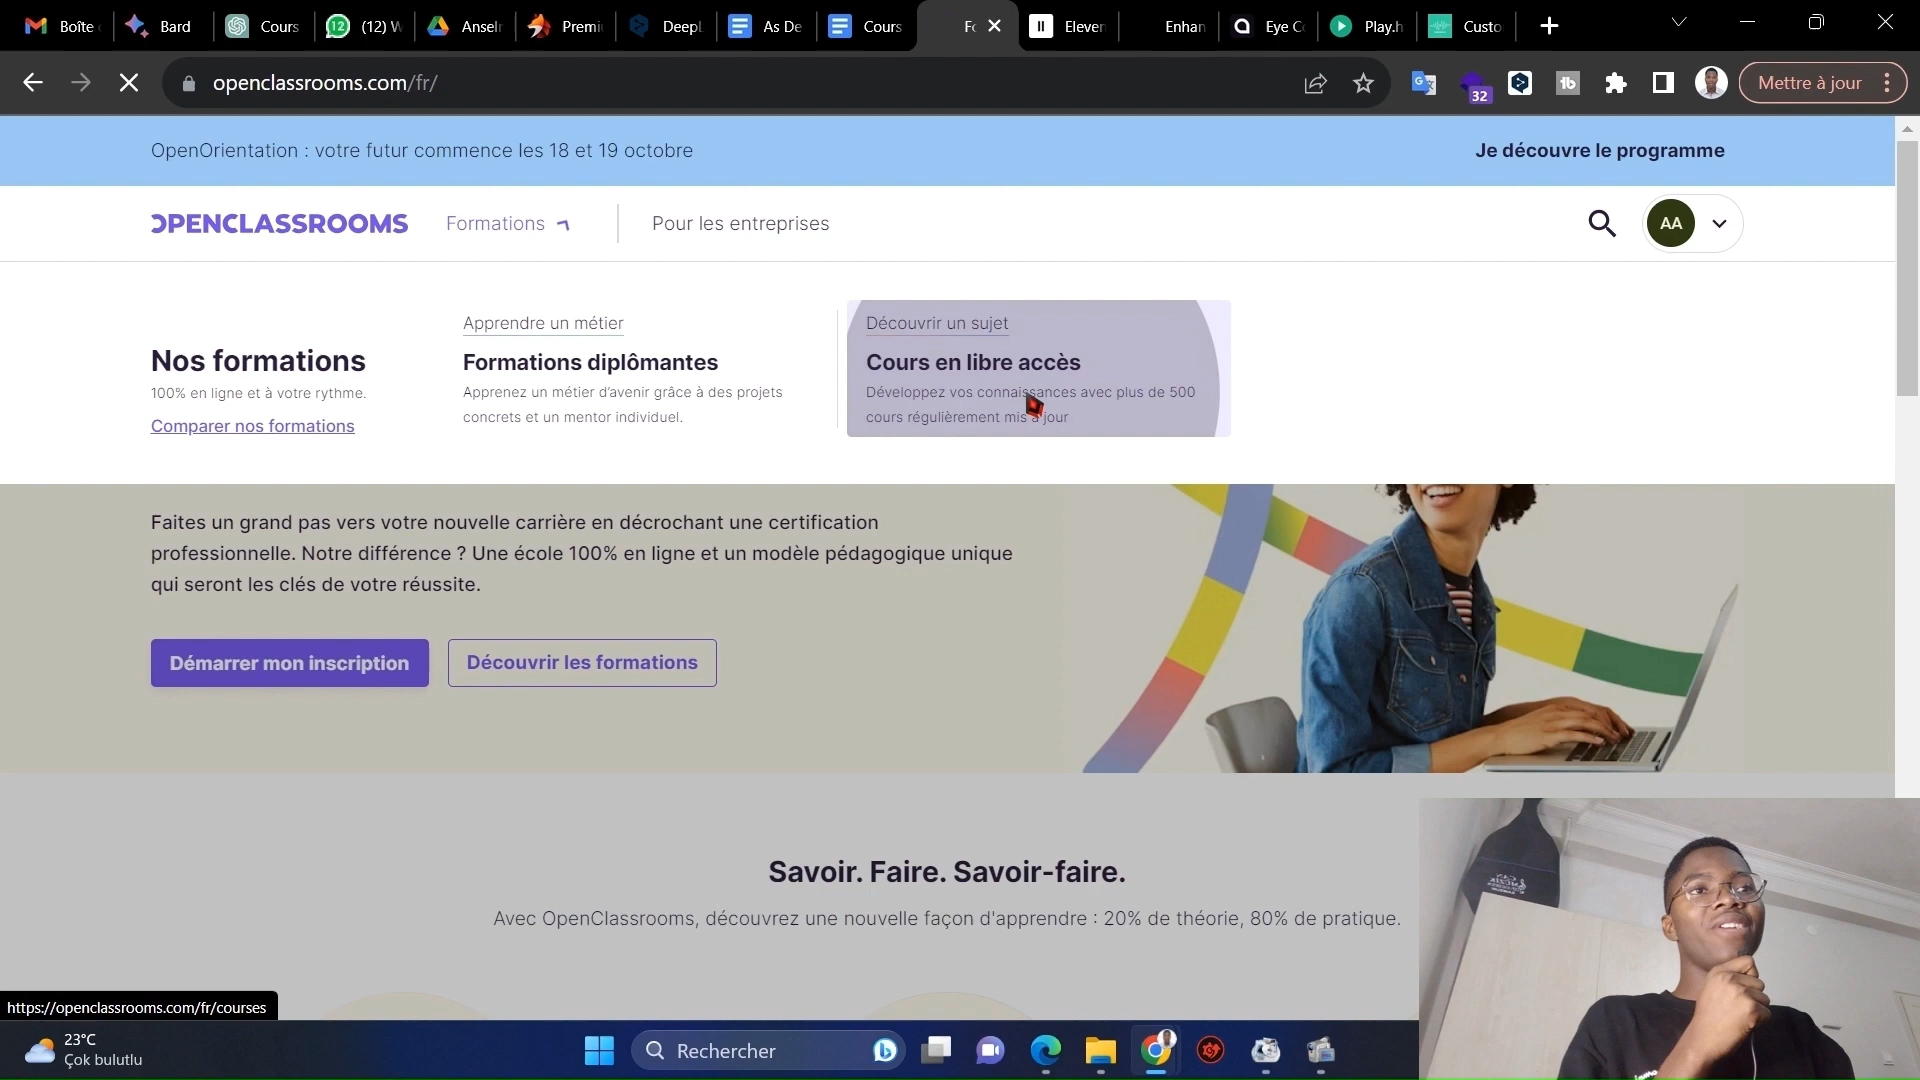 Boîte
Bard
Cours
12
(12) W
Anseln
Premi
DeepL
As De
Cours
Fo
Eleven
Enhan
Eye Co
Play.h
Custo
openclassrooms.com/fr/
32
Mettre à jour
OpenOrientation : votre futur commence les 18 et 19 octobre
Je découvre le programme
OPENCLASSROOMS
Formations
Pour les entreprises
AA
Nos formations
100% en ligne et à votre rythme.
Comparer nos formations
Apprendre un métier
Formations diplômantes
Apprenez un métier d’avenir grâce à des projets
concrets et un mentor individuel.
Découvrir un sujet
Cours en libre accès
Développez vos connaissances avec plus de 500
cours régulièrement mis à jour
Faites un grand pas vers votre nouvelle carrière en décrochant une certification
professionnelle. Notre différence ? Une école 100% en ligne et un modèle pédagogique unique
qui seront les clés de votre réussite.
Démarrer mon inscription
Découvrir les formations
Savoir. Faire. Savoir-faire.
Avec OpenClassrooms, découvrez une nouvelle façon d'apprendre : 20% de théorie, 80% de pratique.
https://openclassrooms.com/fr/courses
23°C
Çok bulutlu
Rechercher